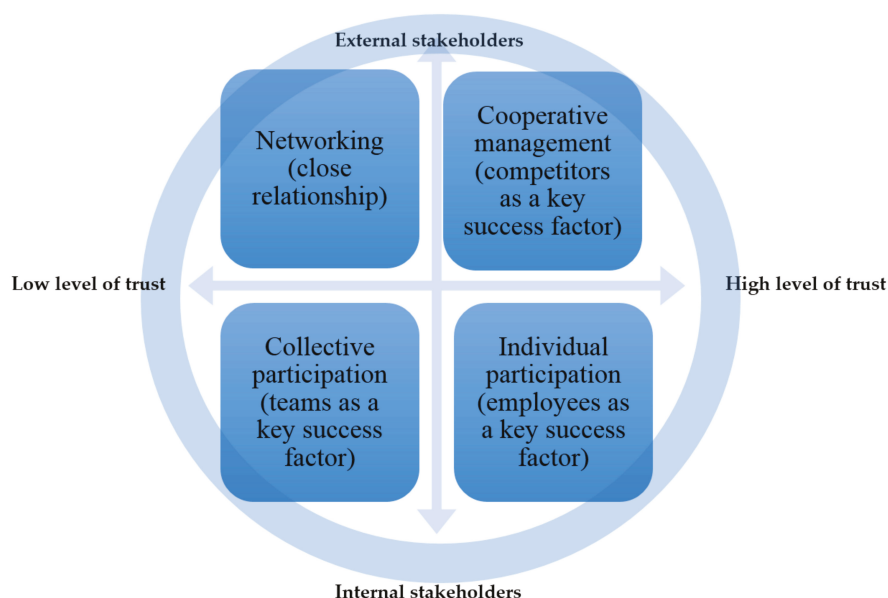 External stakeholders
Networking
(close
relationship)
Cooperative
management
(competitors
as a key
success factor)
Low level of trust
High level of trust
Collective
participation
(teams as a
key success
factor)
Individual
participation
(employees as
a key success
factor)
Internal stakeholders